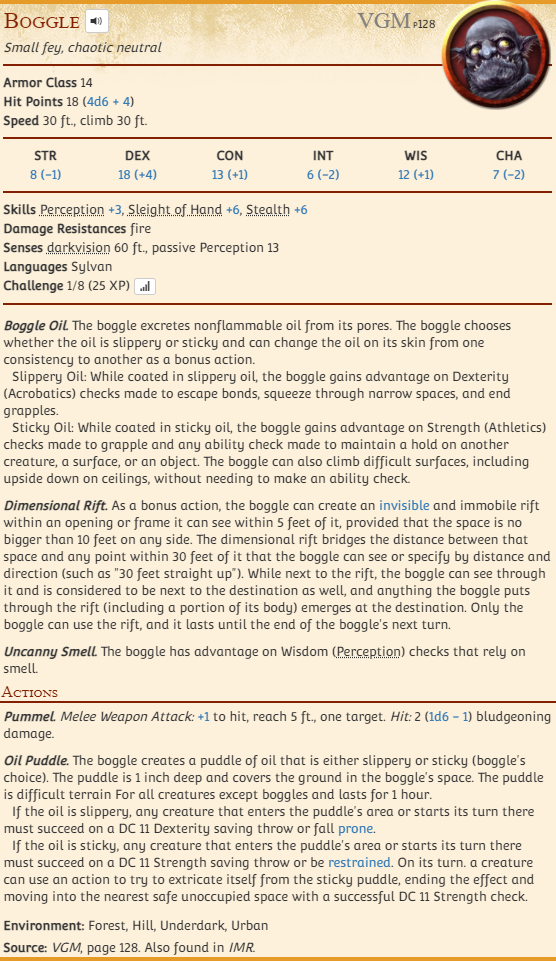 Boggle VGM p128
Small fey, chaotic neutral
Armor Class 14
Hit Points 18 (4d6 + 4)
Speed 30 ft., climb 30 ft.
STR DEX CON INT WIS CHA
8 (−1) 18 (+4) 13 (+1) 6 (−2) 12 (+1) 7 (−2)
Skills Perception +3, Sleight of Hand +6, Stealth +6
Damage Resistances fire
Senses darkvision 60 ft., passive Perception 13
Languages Sylvan
Challenge 1/8 (25 XP)
Boggle Oil. The boggle excretes nonflammable oil from its pores. The boggle chooses
whether the oil is slippery or sticky and can change the oil on its skin from one
consistency to another as a bonus action.
Slippery Oil: While coated in slippery oil, the boggle gains advantage on Dexterity
(Acrobatics) checks made to escape bonds, squeeze through narrow spaces, and end
grapples.
Sticky Oil: While coated in sticky oil, the boggle gains advantage on Strength (Athletics)
checks made to grapple and any ability check made to maintain a hold on another
creature, a surface, or an object. The boggle can also climb difficult surfaces, including
upside down on ceilings, without needing to make an ability check.
Dimensional Rift. As a bonus action, the boggle can create an invisible and immobile rift
within an opening or frame it can see within 5 feet of it, provided that the space is no
bigger than 10 feet on any side. The dimensional rift bridges the distance between that
space and any point within 30 feet of it that the boggle can see or specify by distance and
direction (such as "30 feet straight up"). While next to the rift, the boggle can see through
it and is considered to be next to the destination as well, and anything the boggle puts
through the rift (including a portion of its body) emerges at the destination. Only the
boggle can use the rift, and it lasts until the end of the boggle's next turn.
Uncanny Smell. The boggle has advantage on Wisdom (Perception) checks that rely on
smell.
Actions
Pummel. Melee Weapon Attack: +1 to hit, reach 5 ft., one target. Hit: 2 (1d6 − 1) bludgeoning
damage.
Oil Puddle. The boggle creates a puddle of oil that is either slippery or sticky (boggle's
choice). The puddle is 1 inch deep and covers the ground in the boggle's space. The puddle
is difficult terrain For all creatures except boggles and lasts for 1 hour.
If the oil is slippery, any creature that enters the puddle's area or starts its turn there
must succeed on a DC 11 Dexterity saving throw or fall prone.
If the oil is sticky, any creature that enters the puddle's area or starts its turn there
must succeed on a DC 11 Strength saving throw or be restrained. On its turn. a creature
can use an action to try to extricate itself from the sticky puddle, ending the effect and
moving into the nearest safe unoccupied space with a successful DC 11 Strength check.
Environment: Forest, Hill, Underdark, Urban
Source: VGM, page 128. Also found in IMR.